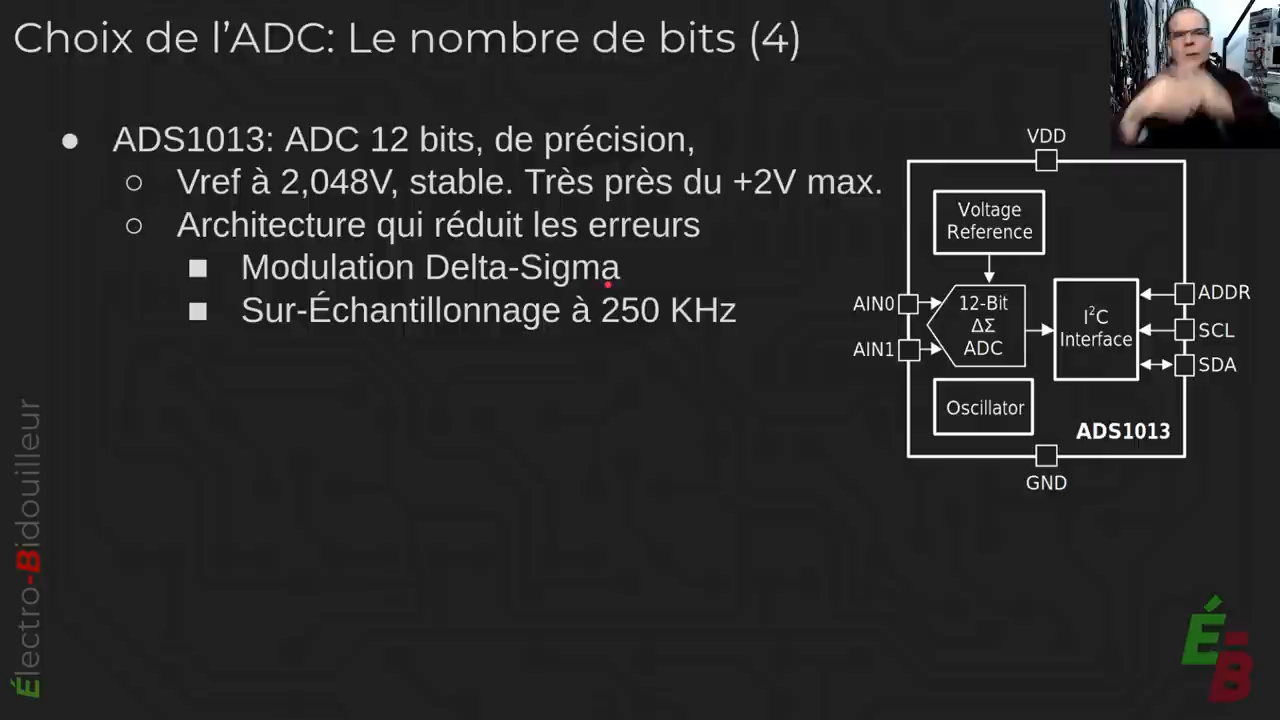 Choix de l'ADC: Le nombre de bits (4)
● ADS1013: ADC 12 bits, de précision,
○ Vref à 2,048V, stable. Très près du +2V max.
○ Architecture qui réduit les erreurs
■ Modulation Delta-Sigma
■ Sur-Échantillonnage à 250 KHz
VDD
Voltage
Reference
AIN0
AIN1
12-Bit
ΔΣ
ADC
I²C
Interface
ADDR
SCL
SDA
Oscillator
ADS1013
GND
Électro-Bidouilleur
É-B